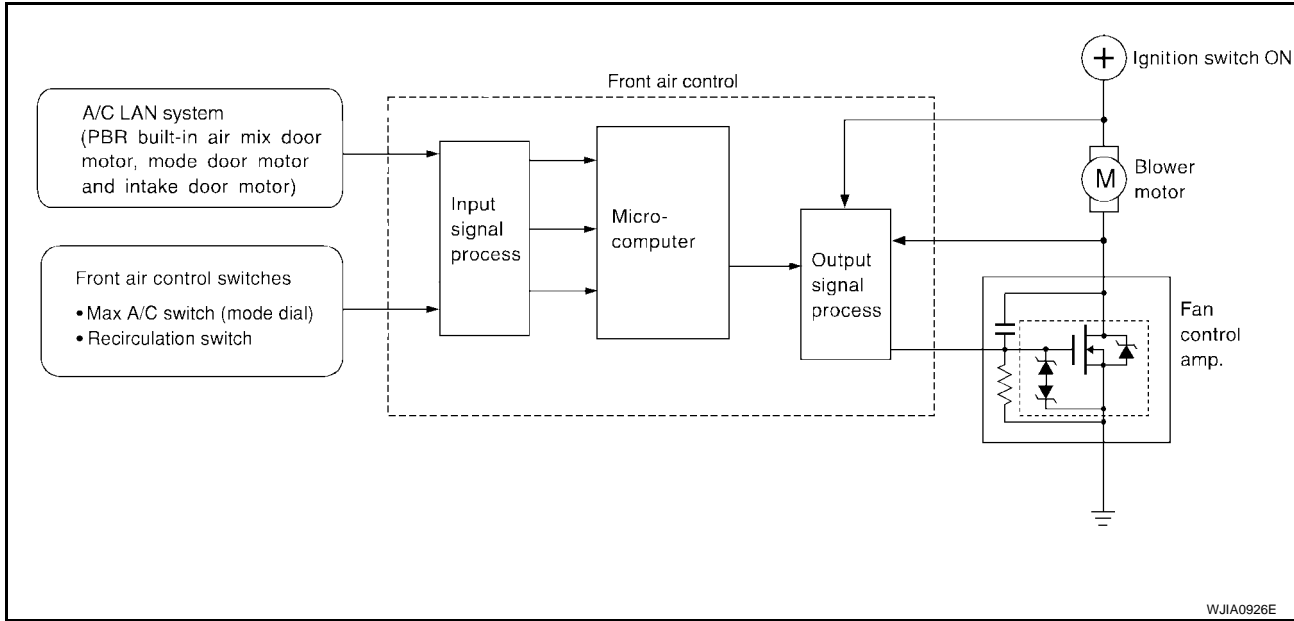 Ignition switch ON
Front air control
A/C LAN system
(PBR built-in air mix door
motor, mode door motor
and intake door motor)
Input
signal
process
Micro-
computer
Output
signal
process
M
Blower
motor
Front air control switches
• Max A/C switch (mode dial)
• Recirculation switch
Fan
control
amp.
WJIA0926E